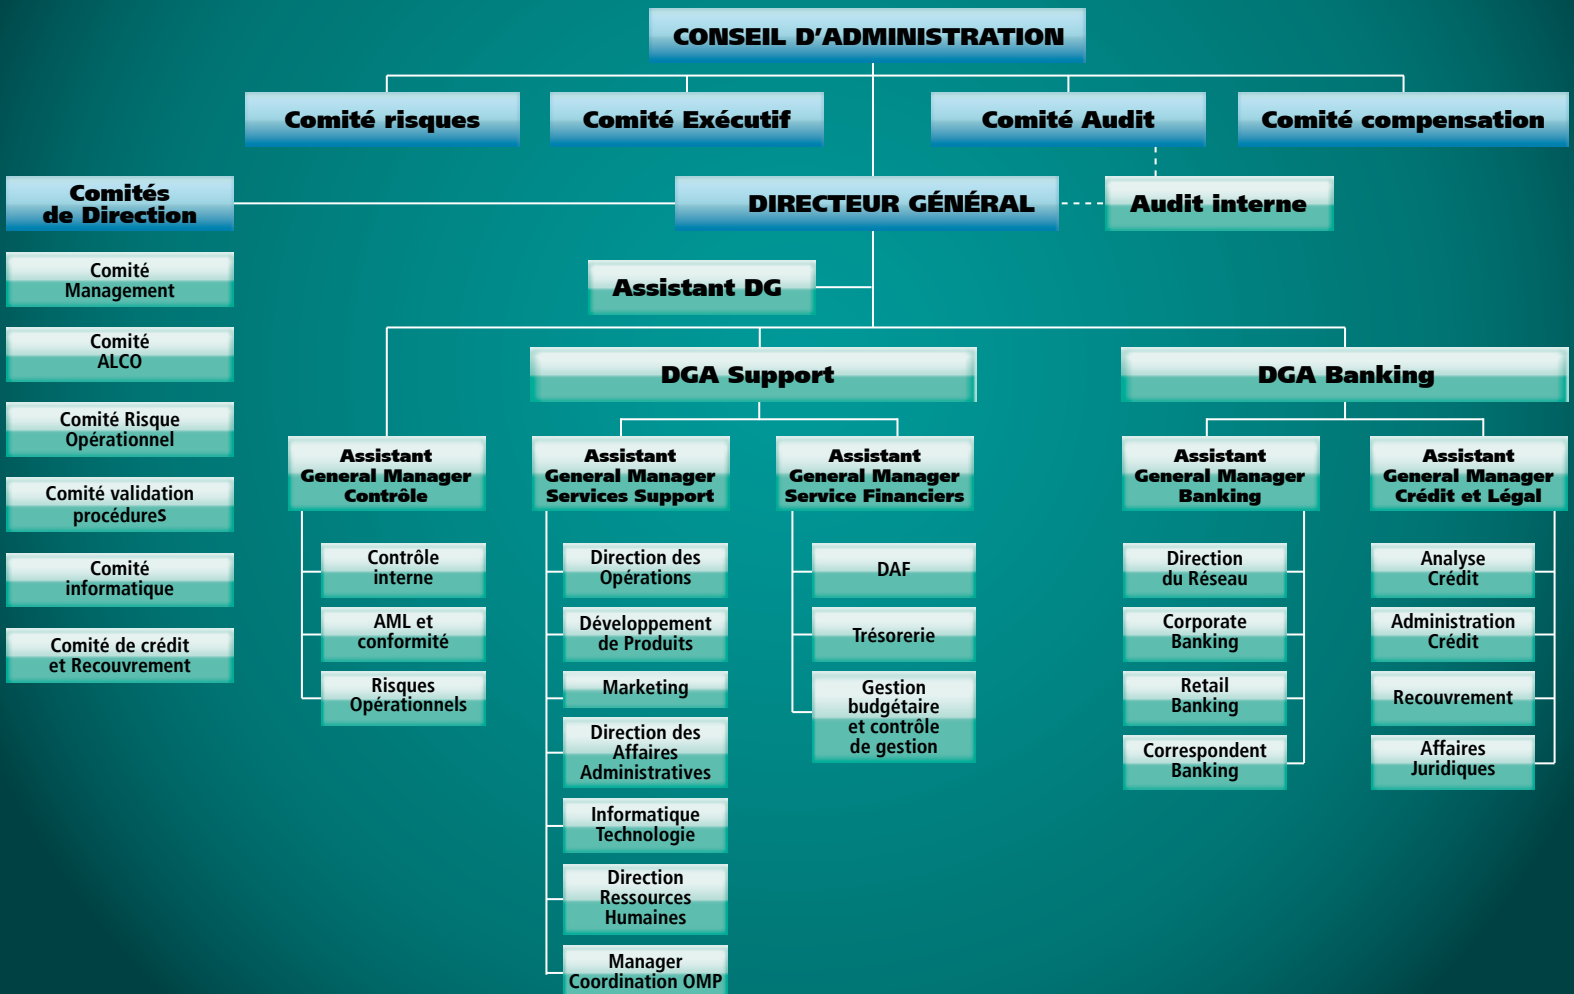 CONSEIL D'ADMINISTRATION
Comité risques
Comité Exécutif
Comité Audit
Comité compensation
Comités
de Direction
DIRECTEUR GÉNÉRAL
Audit interne
Comité
Management
Comité
ALCO
Comité Risque
Opérationnel
Comité validation
procédureS
Comité
informatique
Comité de crédit
et Recouvrement
Assistant DG
DGA Support
DGA Banking
Assistant
General Manager
Contrôle
Contrôle
interne
AML et
conformité
Risques
Opérationnels
Assistant
General Manager
Services Support
Direction des
Opérations
Développement
de Produits
Marketing
Direction des
Affaires
Administratives
Informatique
Technologie
Direction
Ressources
Humaines
Manager
Coordination OMP
Assistant
General Manager
Service Financiers
DAF
Trésorerie
Gestion
budgétaire
et contrôle
de gestion
Assistant
General Manager
Banking
Direction
du Réseau
Corporate
Banking
Retail
Banking
Correspondent
Banking
Assistant
General Manager
Crédit et Légal
Analyse
Crédit
Administration
Crédit
Recouvrement
Affaires
Juridiques